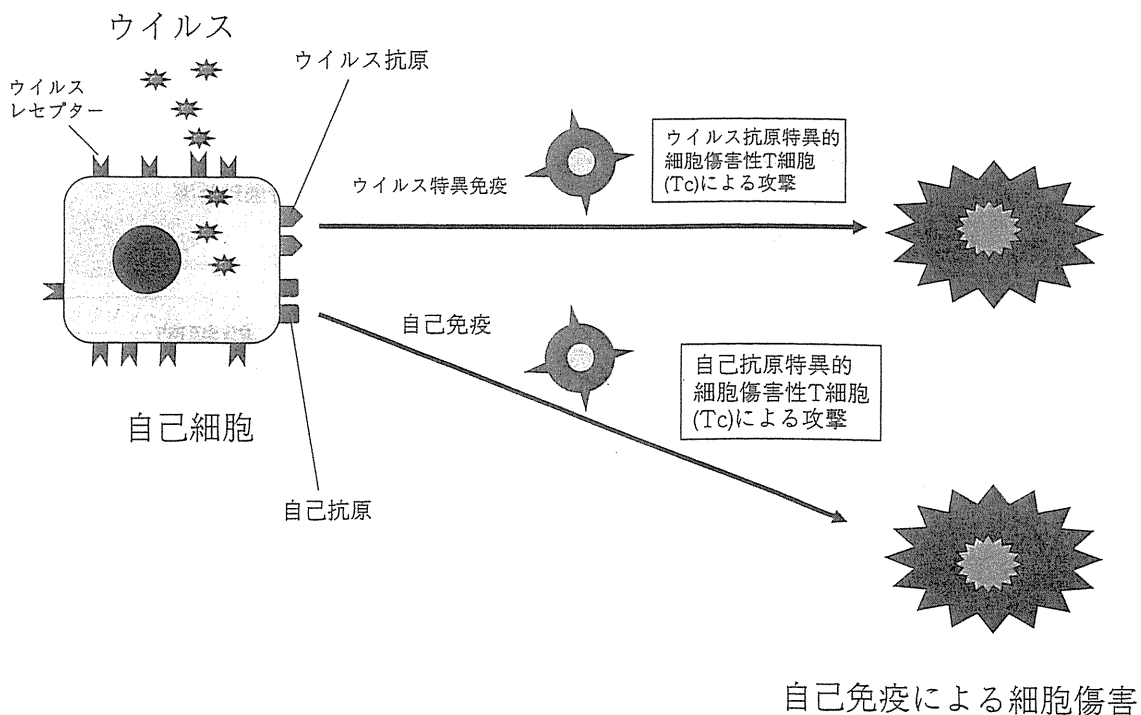 ウイルス
ウイルス
レセプター
ウイルス抗原
ウイルス特異免疫
ウイルス抗原特異的
細胞傷害性T細胞
(Tc)による攻撃
自己免疫
自己抗原特異的
細胞傷害性T細胞
(Tc)による攻撃
自己細胞
自己抗原
自己免疫による細胞傷害